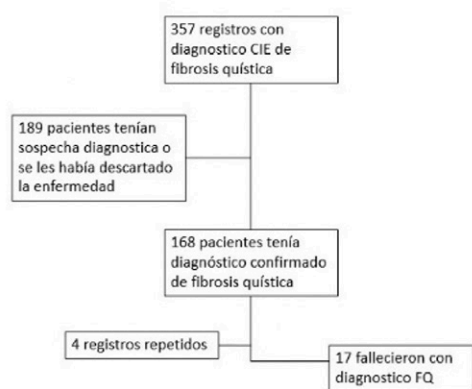 357 registros con
diagnostico CIE de
fibrosis quística
189 pacientes tenían
sospecha diagnostica o
se les había descartado
la enfermedad
168 pacientes tenía
diagnóstico confirmado
de fibrosis quística
4 registros repetidos
17 fallecieron con
diagnostico FQ